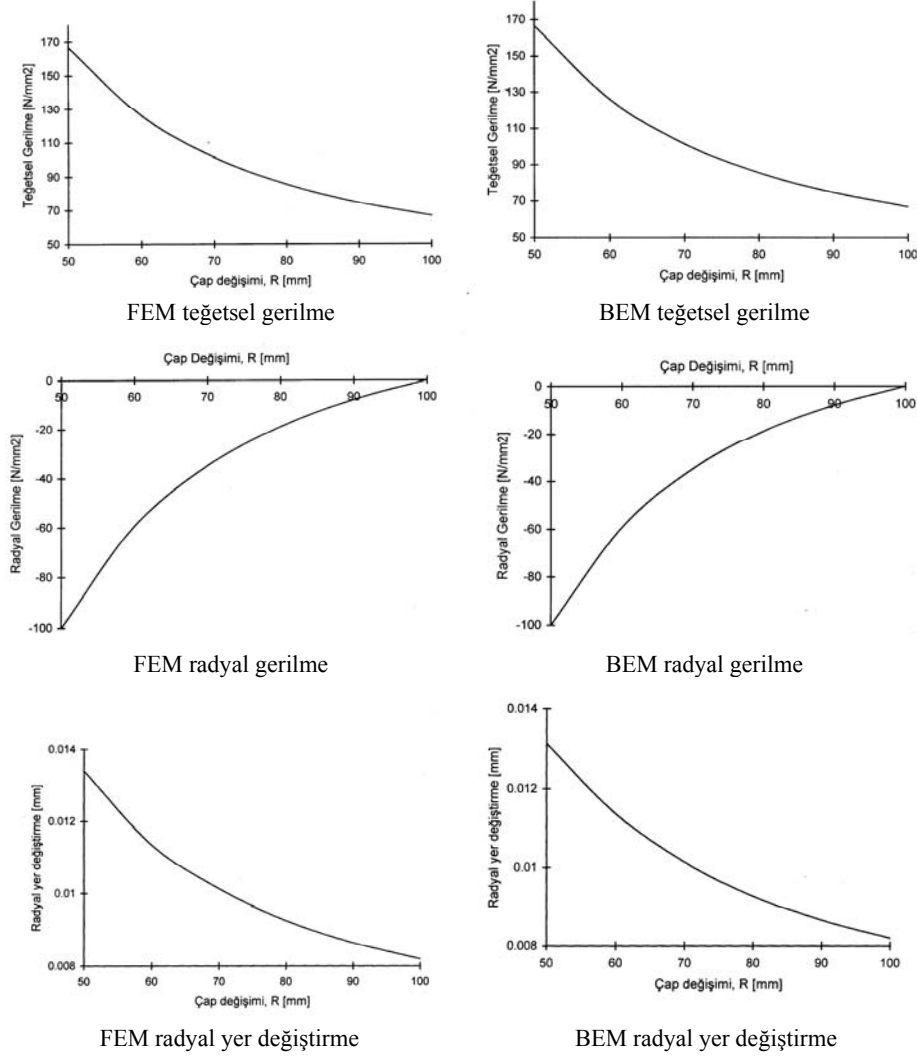 170
150
130
110
90
70
50
Teğetsel Gerilme [N/mm2]
50 60 70 80 90 100
Çap değişimi, R [mm]
FEM teğetsel gerilme
170
150
130
110
90
70
50
Teğetsel Gerilme [N/mm2]
50 60 70 80 90 100
Çap değişimi, R [mm]
BEM teğetsel gerilme
Çap Değişimi, R [mm]
0
50 60 70 80 90 100
-20
-40
-60
-80
-100
Radyal Gerilme [N/mm2]
FEM radyal gerilme
Çap Değişimi, R [mm]
0
50 60 70 80 90 100
-20
-40
-60
-80
-100
Radyal Gerilme [N/mm2]
BEM radyal gerilme
0.014
0.012
0.01
0.008
Radyal yer değiştirme [mm]
50 60 70 80 90 100
Çap değişimi, R [mm]
FEM radyal yer değiştirme
0.014
0.012
0.01
0.008
Radyal yer değiştirme [mm]
50 60 70 80 90 100
Çap değişimi, R [mm]
BEM radyal yer değiştirme